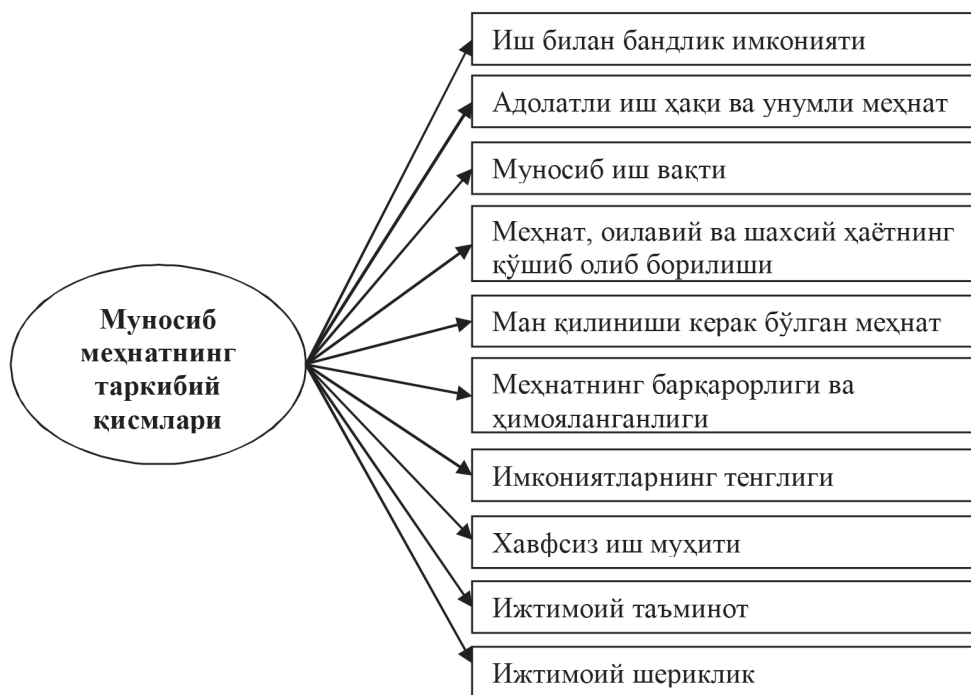 Муносиб
меҳнатнинг
таркибий
қисмлари
Иш билан бандлик имконияти
Адолатли иш ҳақи ва унумли меҳнат
Муносиб иш вақти
Меҳнат, оилавий ва шахсий ҳаётнинг
қўшиб олиб борилиши
Ман қилиниши керак бўлган меҳнат
Меҳнатнинг барқарорлиги ва
ҳимояланганлиги
Имкониятларнинг тенглиги
Хавфсиз иш муҳити
Ижтимоий таъминот
Ижтимоий шериклик